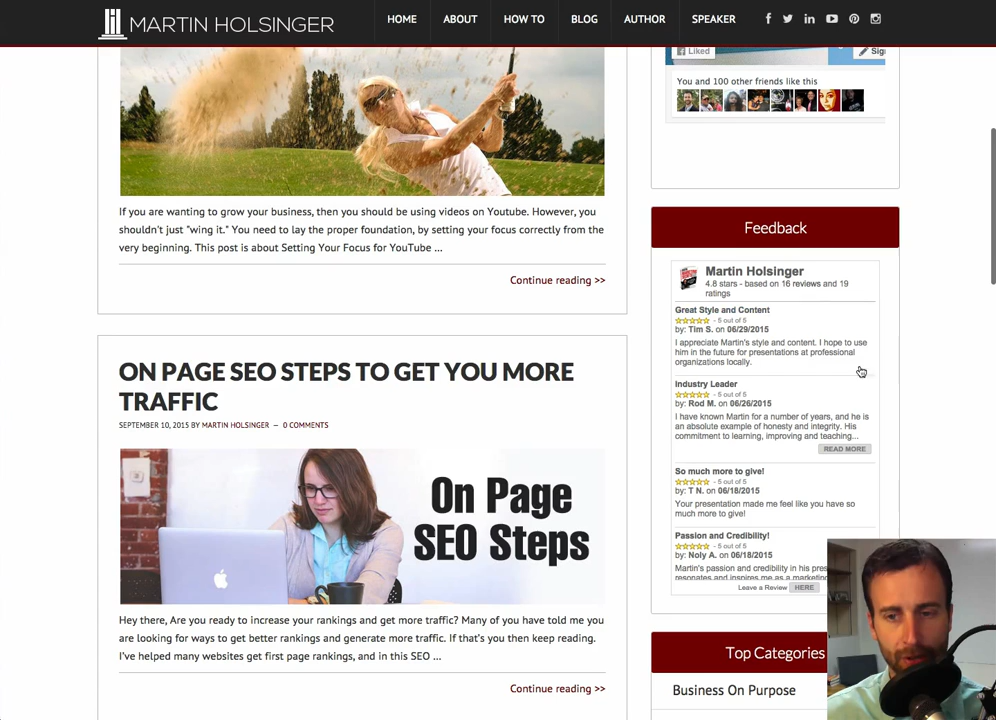 MARTIN HOLSINGER
HOME
ABOUT
HOW TO
BLOG
AUTHOR
SPEAKER
If you are wanting to grow your business, then you should be using videos on Youtube. However, you
shouldn't just "wing it." You need to lay the proper foundation, by setting your focus correctly from the
very beginning. This post is about Setting Your Focus for YouTube ...
Continue reading >>
ON PAGE SEO STEPS TO GET YOU MORE
TRAFFIC
SEPTEMBER 10, 2015 BY MARTIN HOLSINGER — 0 COMMENTS
On Page
SEO Steps
Hey there, Are you ready to increase your rankings and get more traffic? Many of you have told me you
are looking for ways to get better rankings and generate more traffic. If that's you then keep reading.
I've helped many websites get first page rankings, and in this SEO ...
Continue reading >>
Liked
Sig
You and 100 other friends like this
Feedback
Martin Holsinger
4.8 stars - based on 16 reviews and 19
ratings
Great Style and Content
- 5 out of 5
by: Tim S. on 06/29/2015
I appreciate Martin's style and content. I hope to use
him in the future for presentations at professional
organizations locally.
Industry Leader
- 5 out of 5
by: Rod M. on 06/26/2015
I have known Martin for a number of years, and he is
an absolute example of honesty and integrity. His
commitment to learning, improving and teaching...
READ MORE
So much more to give!
- 5 out of 5
by: T N. on 06/18/2015
Your presentation made me feel like you have so
much more to give!
Passion and Credibility!
- 5 out of 5
by: Noly A. on 06/18/2015
Martin's passion and credibility in his pres
resonates and inspires me as a marketing
Leave a Review HERE
Top Categories
Business On Purpose